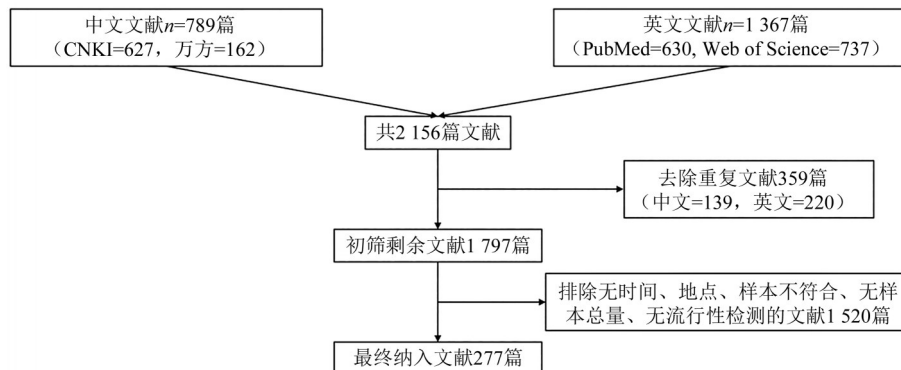 中文文献n=789篇
（CNKI=627，万方=162）
英文文献n=1 367篇
(PubMed=630, Web of Science=737)
共2 156篇文献
去除重复文献359篇
（中文=139，英文=220）
初筛剩余文献1 797篇
排除无时间、地点、样本不符合、无样
本总量、无流行性检测的文献1 520篇
最终纳入文献277篇